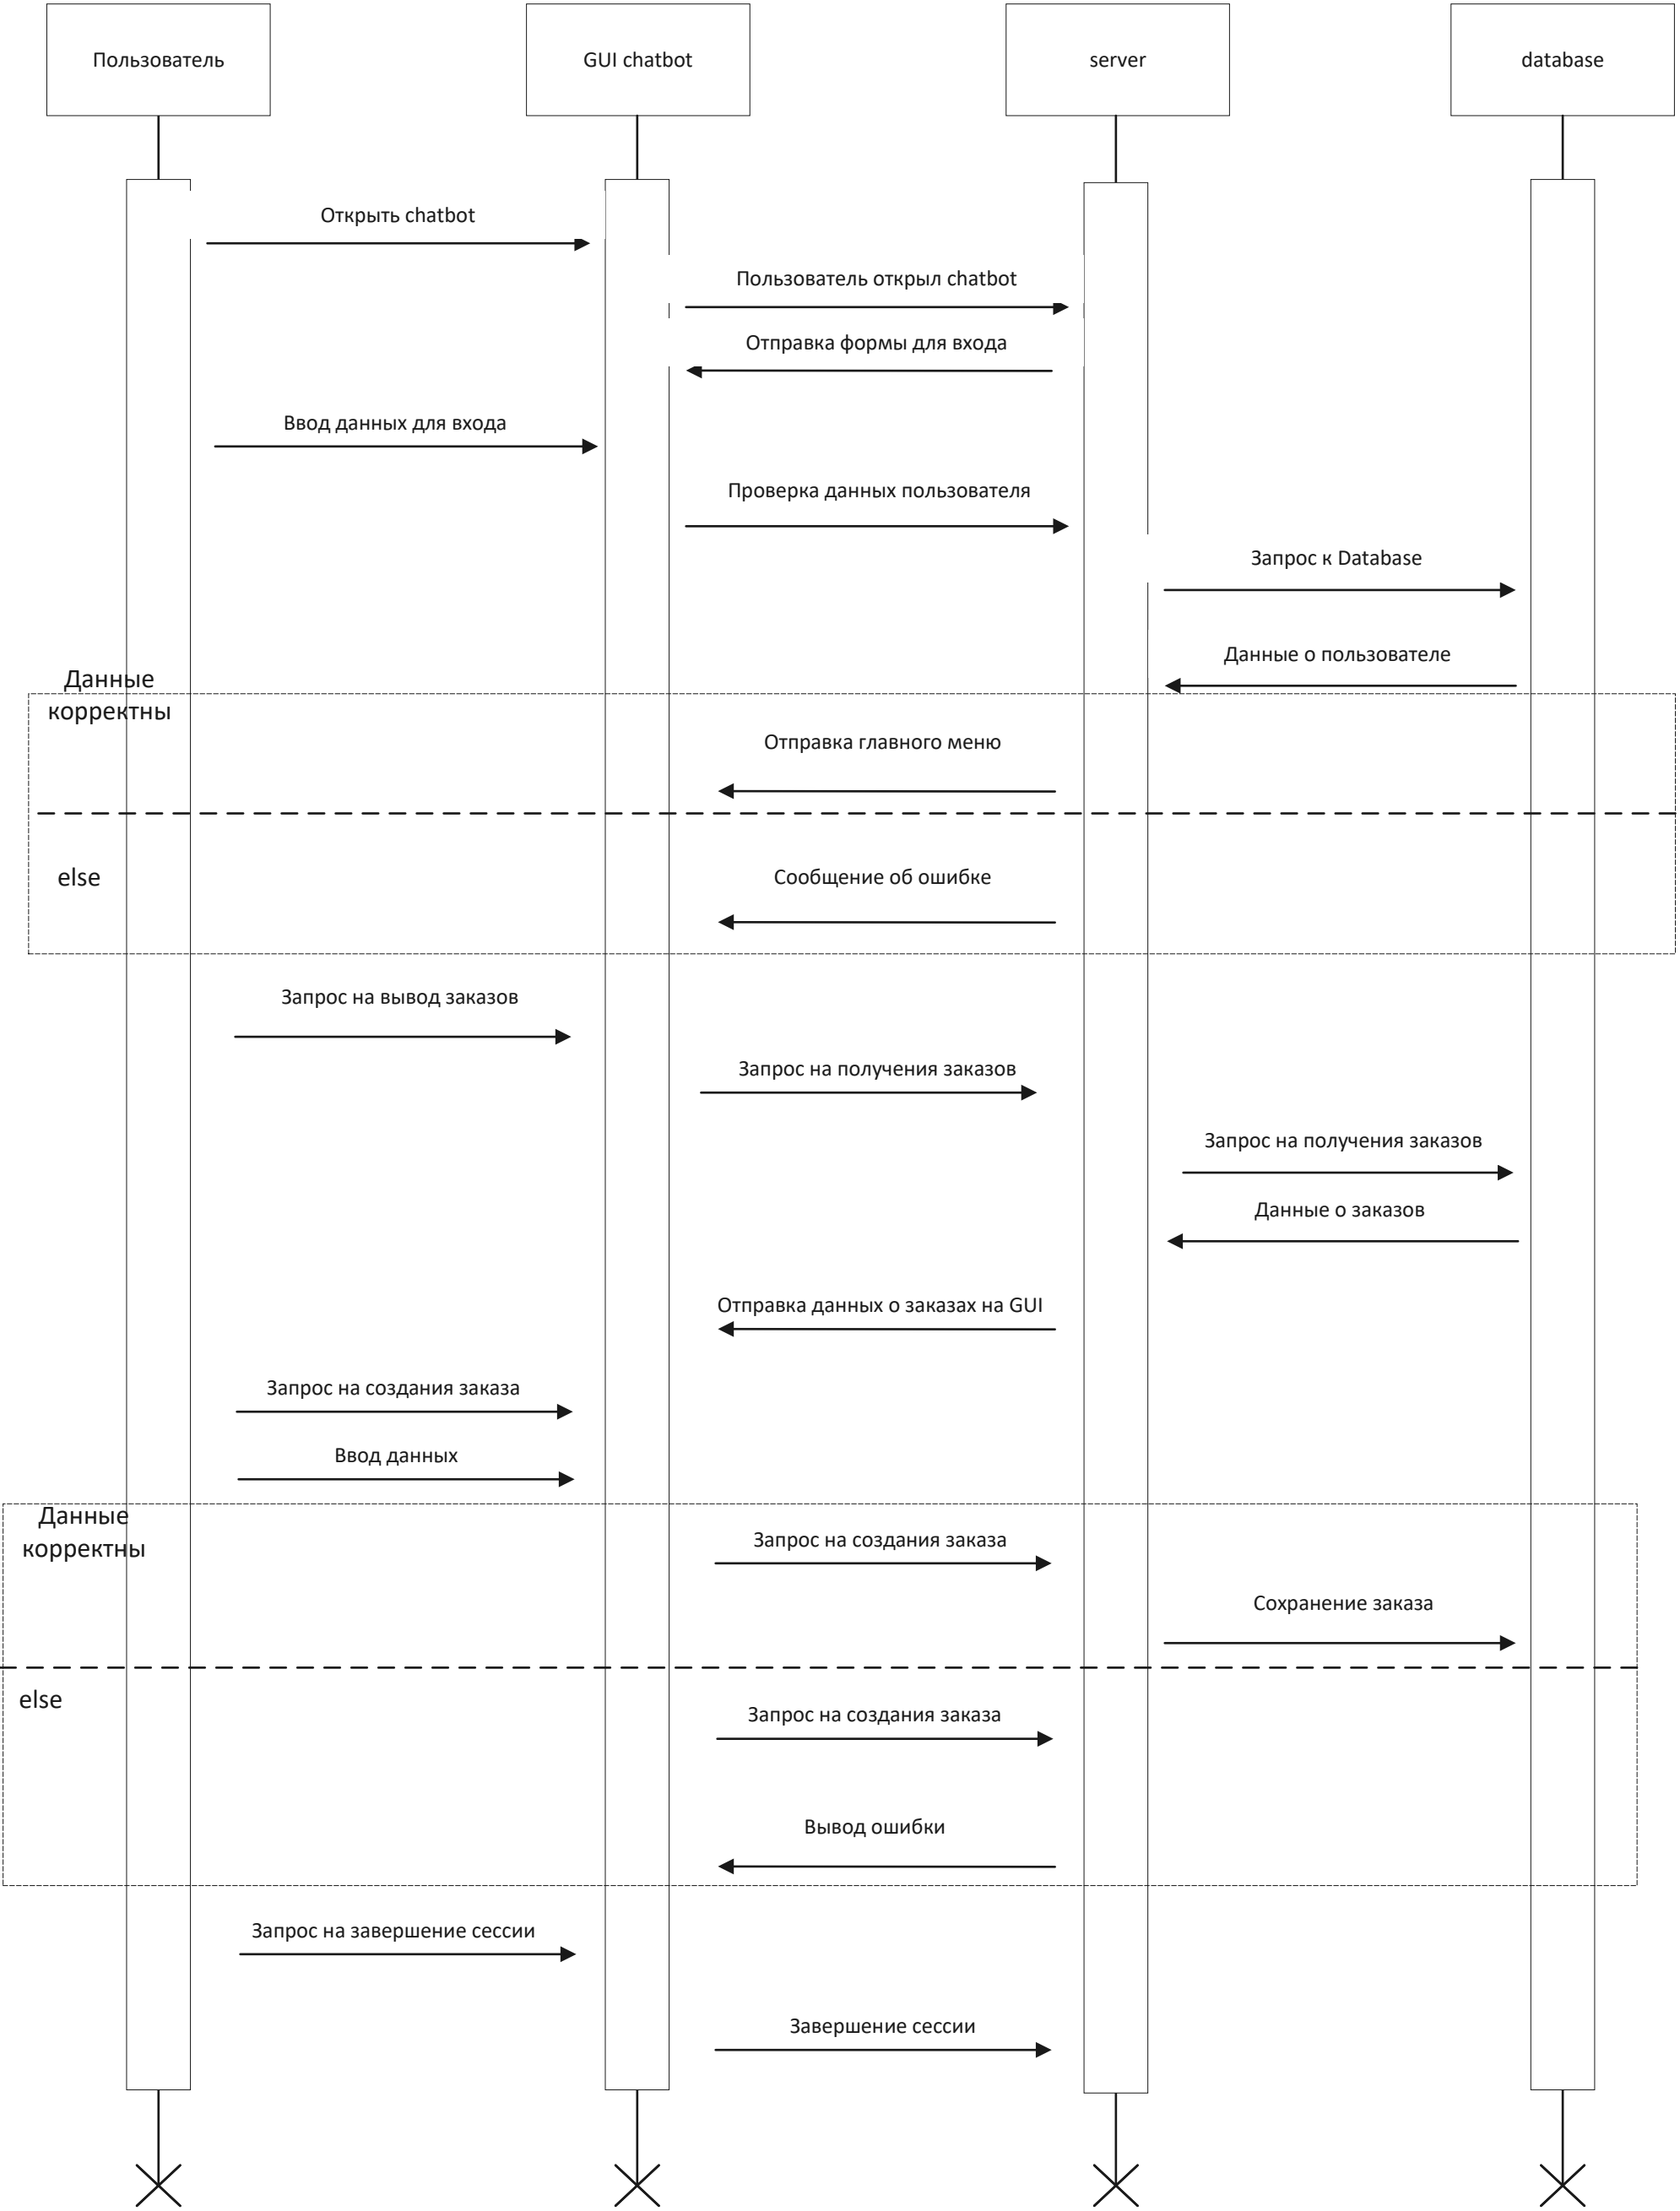 Пользователь
GUI chatbot
server
database
Открыть chatbot
Пользователь открыл chatbot
Отправка формы для входа
Ввод данных для входа
Проверка данных пользователя
Запрос к Database
Данные о пользователе
Данные
корректны
Отправка главного меню
else
Сообщение об ошибке
Запрос на вывод заказов
Запрос на получения заказов
Запрос на получения заказов
Данные о заказов
Отправка данных о заказах на GUI
Запрос на создания заказа
Ввод данных
Данные
корректны
Запрос на создания заказа
Сохранение заказа
else
Запрос на создания заказа
Вывод ошибки
Запрос на завершение сессии
Завершение сессии